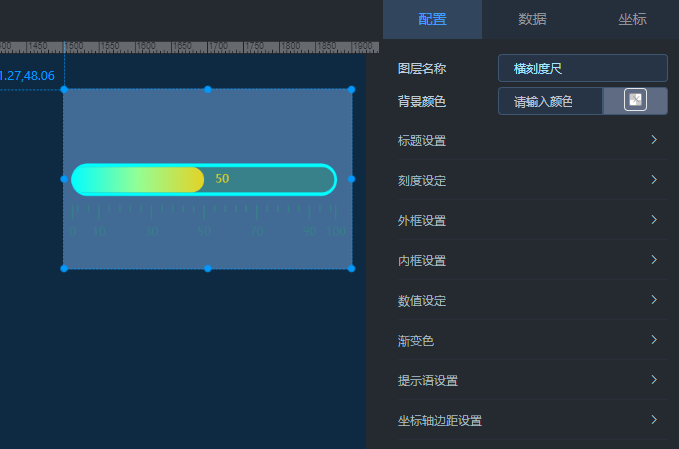 配置 数据 坐标
1450 1500 1550 1600 1650 1700 1750 1800 1850 1900
1.27,48.06
图层名称 横刻度尺
背景颜色 请输入颜色
标题设置
刻度设定
外框设置
内框设置
数值设定
渐变色
提示语设置
坐标轴边距设置
50
0 10 30 50 70 90 100